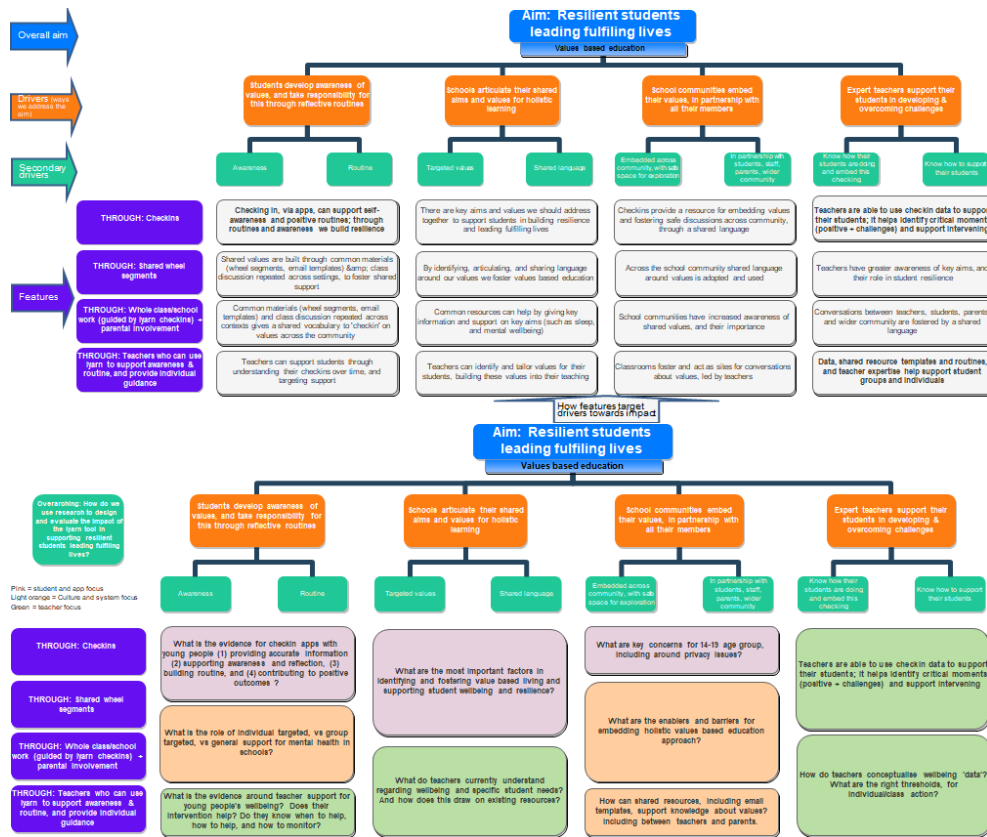 Aim: Resilient students
leading fulfiling lives
Values based education
Overall aim
Drivers (ways
we address the
aim)
Students develop awareness of
values, and take responsibility for
this through reflective routines
Schools articulate their shared
aims and values for holistic
learning
School communities embed
their values, in partnership with
all their members
Expert teachers support their
students in developing &
overcoming challenges
Secondary
drivers
Awareness
Routine
Targeted values
Shared language
Embedded across
community, with safe
space for exploration
In partnership with
students, staff,
parents, wider
community
Know how their
students are doing
and embed this
checking
Know how to support
their students
Features
THROUGH: Checkins
Checking in, via apps, can support self-
awareness and positive routines; through
routines and awareness we build resilience
There are key aims and values we should address
together to support students in building resilience
and leading fulfiling lives
Checkins provide a resource for embedding values
and fostering safe discussions across community,
through a shared language
Teachers are able to use checkin data to support
their students; it helps identify critical moments
(positive + challenges) and support intervening
THROUGH: Shared wheel
segments
Shared values are built through common materials
(wheel segments, email templates) &amp; class
discussion repeated across settings, to foster shared
support
By identifying, articulating, and sharing language
around our values we foster values based education
Across the school community shared language
around values is adopted and used
Teachers have greater awareness of key aims, and
their role in student resilience
THROUGH: Whole class/school
work (guided by lyarn checkins) +
parental involvement
Common materials (wheel segments, email
templates) and class discussion repeated across
contexts gives a shared vocabulary to 'checkin' on
values across the community
Common resources can help by giving key
information and support on key aims (such as sleep,
and mental wellbeing)
School communities have increased awareness of
shared values, and their importance
Conversations between teachers, students, parents
and wider community are fostered by a shared
language
THROUGH: Teachers who can use
lyarn to support awareness &
routine, and provide individual
guidance
Teachers can support students through
understanding their checkins over time, and
targeting support
Teachers can identify and tailor values for their
students, building these values into their teaching
Classrooms foster and act as sites for conversations
about values, led by teachers
Data, shared resource templates and routines,
and teacher expertise help support student
groups and individuals
How features target
drivers towards impact
Aim: Resilient students
leading fulfiling lives
Values based education
Overarching: How do we
use research to design
and evaluate the impact of
the lyarn tool in
supporting resilient
students leading fulfiling
lives?
Students develop awareness of
values, and take responsibility for
this through reflective routines
Schools articulate their shared
aims and values for holistic
learning
School communities embed
their values, in partnership with
all their members
Expert teachers support their
students in developing &
overcoming challenges
Pink = student and app focus
Light orange = Culture and system focus
Green = teacher focus
Awareness
Routine
Targeted values
Shared language
Embedded across
community, with safe
space for exploration
In partnership with
students, staff,
parents, wider
community
Know how their
students are doing
and embed this
checking
Know how to support
their students
THROUGH: Checkins
THROUGH: Shared wheel
segments
THROUGH: Whole class/school
work (guided by lyarn checkins) +
parental involvement
THROUGH: Teachers who can use
lyarn to support awareness &
routine, and provide individual
guidance
What is the evidence for checkin apps with
young people (1) providing accurate information
(2) supporting awareness and reflection, (3)
building routine, and (4) contributing to positive
outcomes ?
What is the role of individual targeted, vs group
targeted, vs general support for mental health in
schools?
What is the evidence around teacher support for
young people's wellbeing? Does their
intervention help? Do they know when to help,
how to help, and how to monitor?
What are the most important factors in
identifying and fostering value based living and
supporting student wellbeing and resilience?
What do teachers currently understand
regarding wellbeing and specific student needs?
And how does this draw on existing resources?
What are key concerns for 14-19 age group,
including around privacy issues?
What are the enablers and barriers for
embedding holistic values based education
approach?
How can shared resources, including email
templates, support knowledge about values?
Including between teachers and parents.
Teachers are able to use checkin data to support
their students; it helps identify critical moments
(positive + challenges) and support intervening
How do teachers conceptualise wellbeing 'data'?
What are the right thresholds, for
individual/class action?